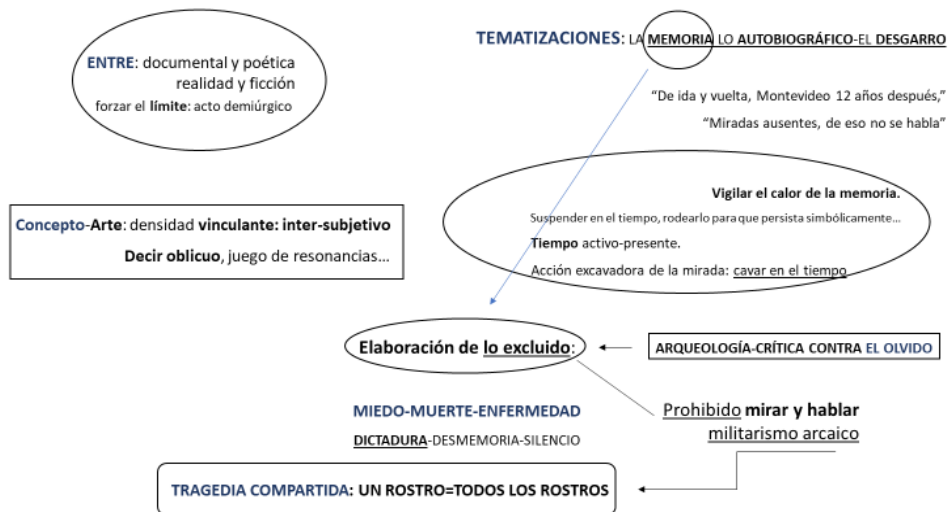 TEMATIZACIONES: LA MEMORIA LO AUTOBIOGRÁFICO-EL DESGARRO
ENTRE: documental y poética
realidad y ficción
forzar el límite: acto demiúrgico
“De ida y vuelta, Montevideo 12 años después,”
“Miradas ausentes, de eso no se habla”
Vigilar el calor de la memoria.
Suspender en el tiempo, rodearlo para que persista simbólicamente...
Tiempo activo-presente.
Acción excavadora de la mirada: cavar en el tiempo
Concepto-Arte: densidad vinculante: inter-subjetivo
Decir oblicuo, juego de resonancias...
Elaboración de lo excluido:
ARQUEOLOGÍA-CRÍTICA CONTRA EL OLVIDO
MIEDO-MUERTE-ENFERMEDAD
DICTADURA-DESMEMORIA-SILENCIO
Prohibido mirar y hablar
militarismo arcaico
TRAGEDIA COMPARTIDA: UN ROSTRO=TODOS LOS ROSTROS